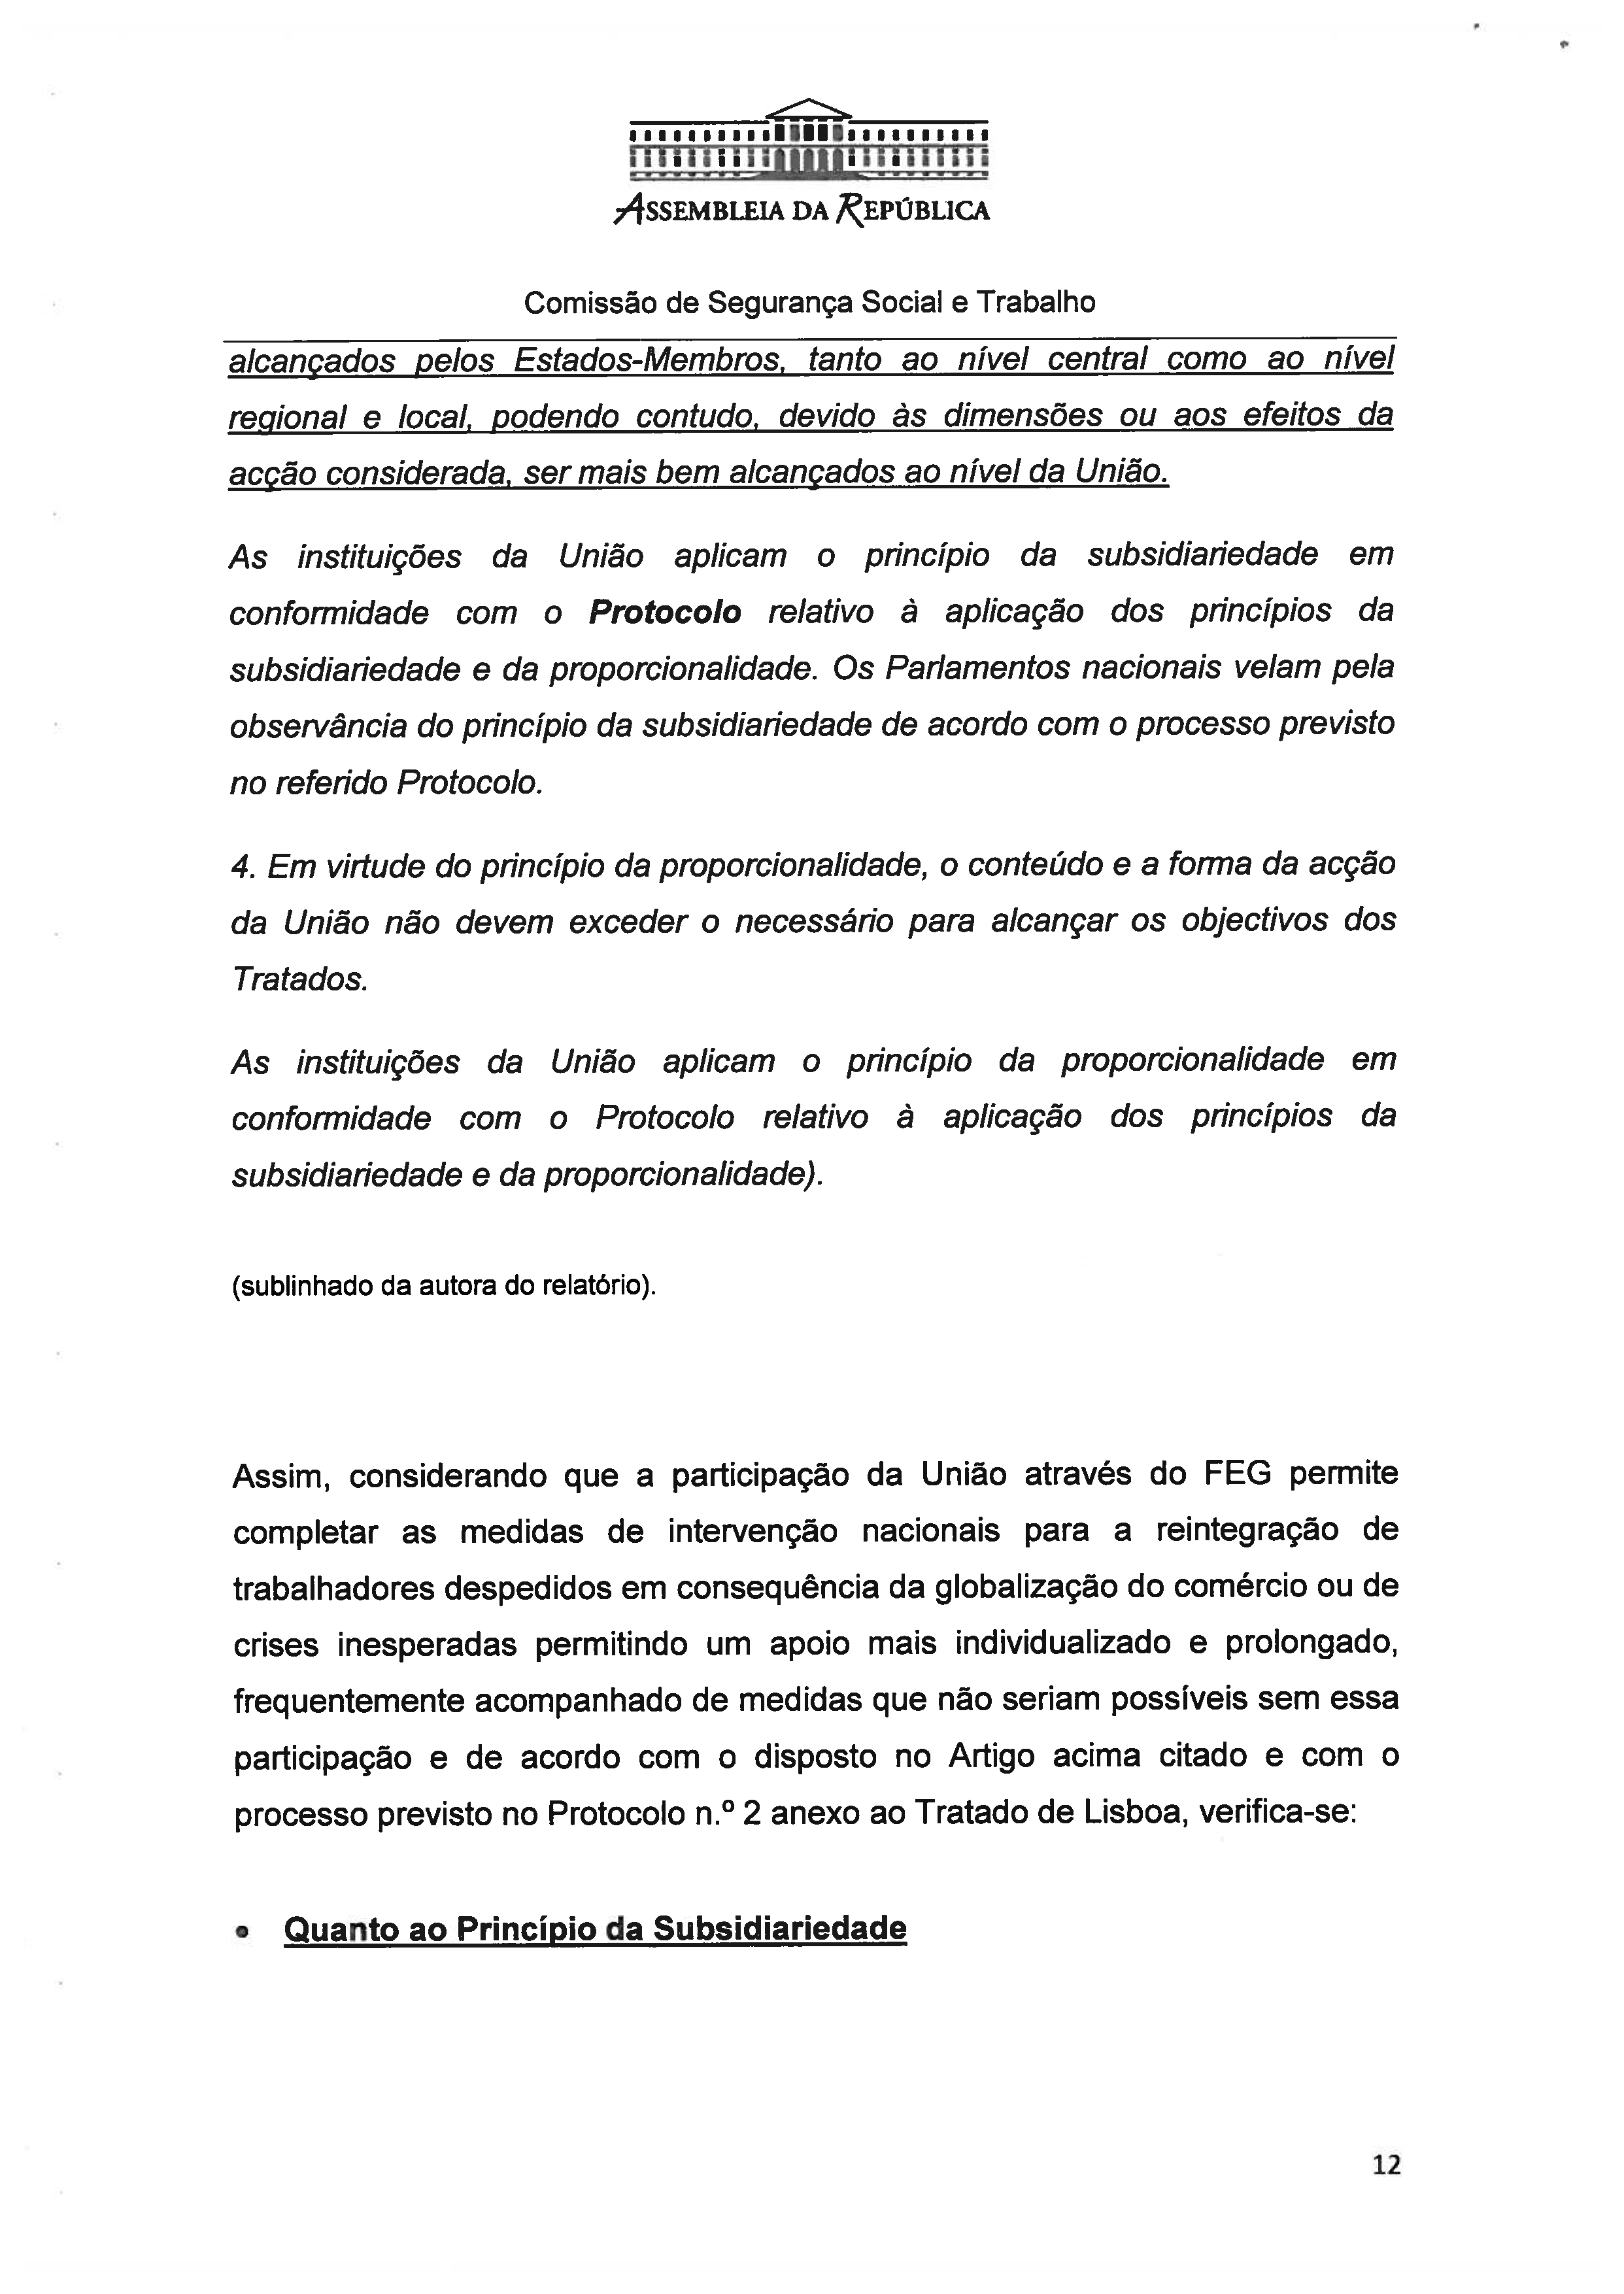 ASSEMBLEIA DA REPÚBLICA
Comissão de Segurança Social e Trabalho
alcançados pelos Estados-Membros, tanto ao nível central como ao nível
regional e local, podendo contudo, devido às dimensões ou aos efeitos da
acção considerada, ser mais bem alcançados ao nível da União.
As instituições da União aplicam o princípio da subsidiariedade em
conformidade com o Protocolo relativo à aplicação dos princípios da
subsidiariedade e da proporcionalidade. Os Parlamentos nacionais velam pela
observância do princípio da subsidiariedade de acordo com o processo previsto
no referido Protocolo.
4. Em virtude do princípio da proporcionalidade, o conteúdo e a forma da acção
da União não devem exceder o necessário para alcançar os objectivos dos
Tratados.
As instituições da União aplicam o princípio da proporcionalidade em
conformidade com o Protocolo relativo à aplicação dos princípios da
subsidiariedade e da proporcionalidade).
(sublinhado da autora do relatório).
Assim, considerando que a participação da União através do FEG permite
completar as medidas de intervenção nacionais para a reintegração de
trabalhadores despedidos em consequência da globalização do comércio ou de
crises inesperadas permitindo um apoio mais individualizado e prolongado,
frequentemente acompanhado de medidas que não seriam possíveis sem essa
participação e de acordo com o disposto no Artigo acima citado e com o
processo previsto no Protocolo n.º 2 anexo ao Tratado de Lisboa, verifica-se:
• Quanto ao Princípio da Subsidiariedade
12